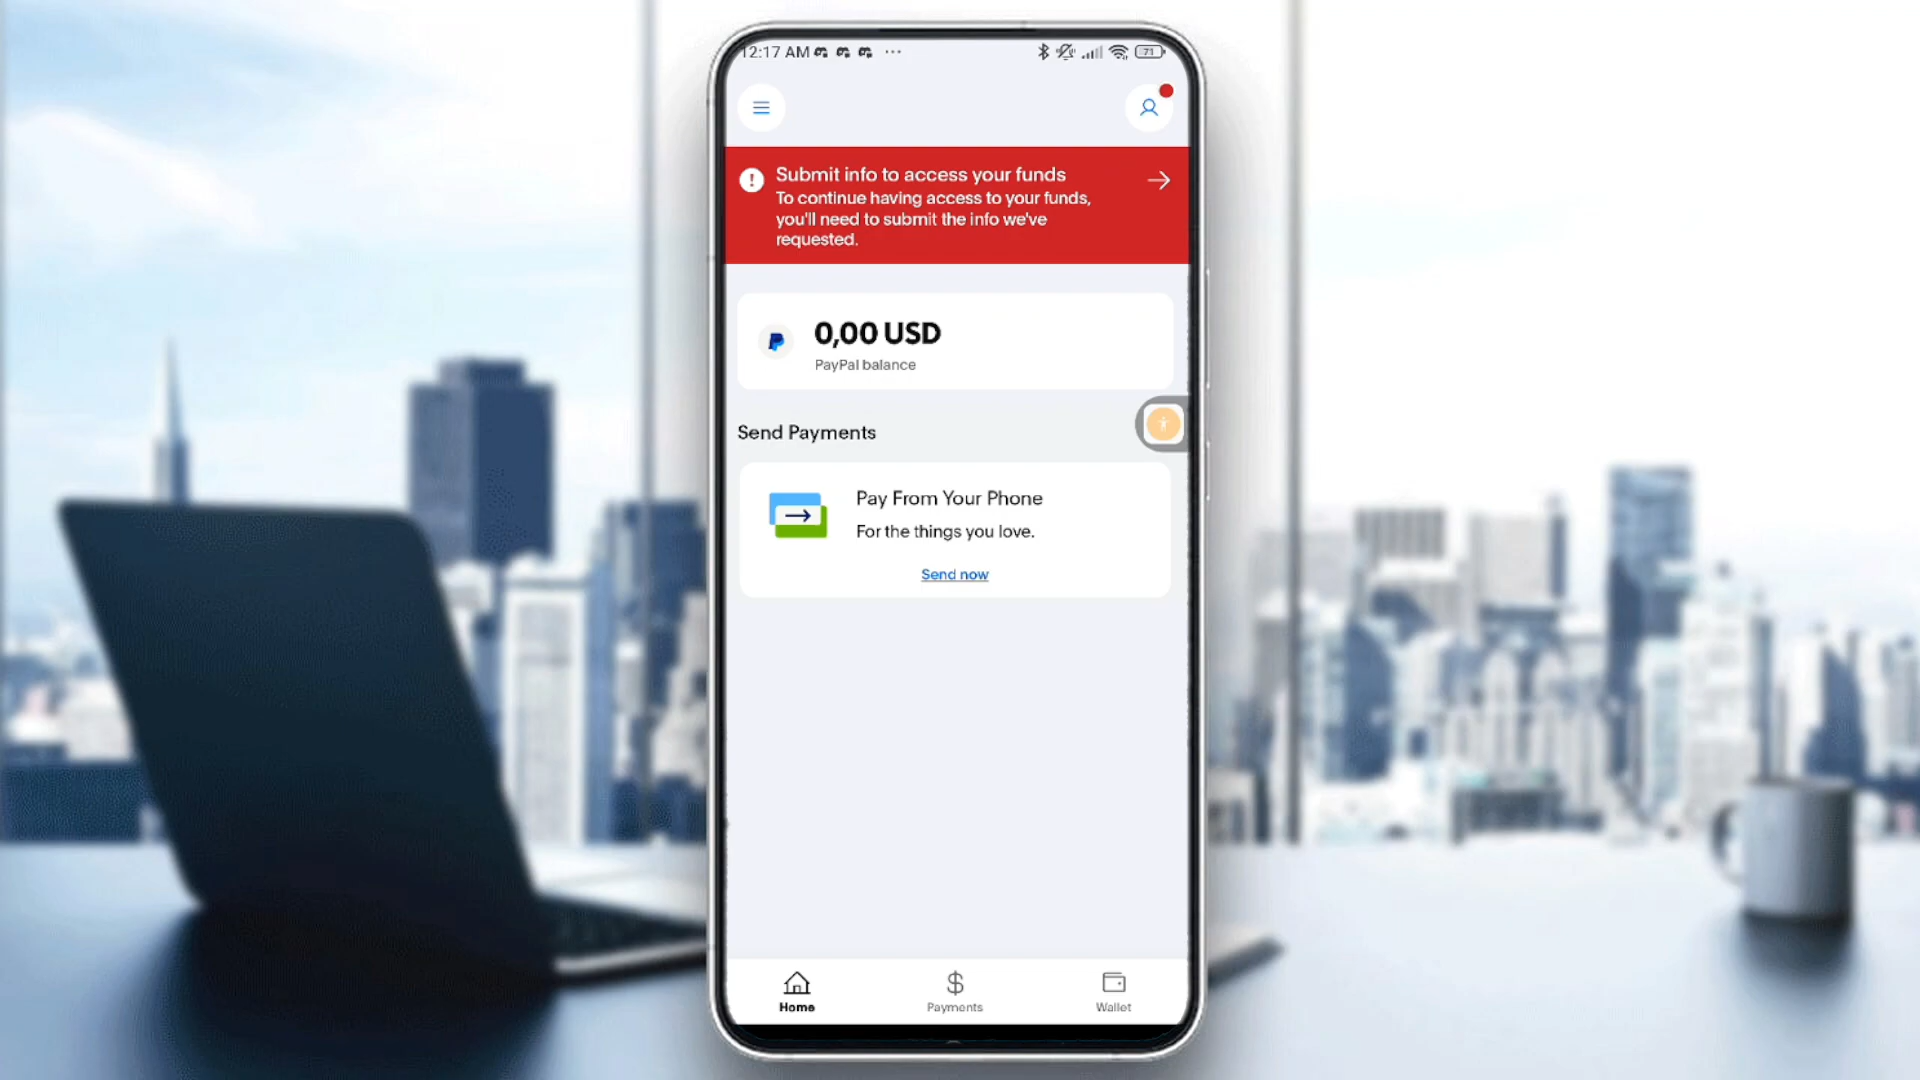 12:17 AM ... 71
Submit info to access your funds
To continue having access to your funds,
you'll need to submit the info we've
requested.
0,00 USD
PayPal balance
Send Payments
Pay From Your Phone
For the things you love.
Send now
Home Payments Wallet